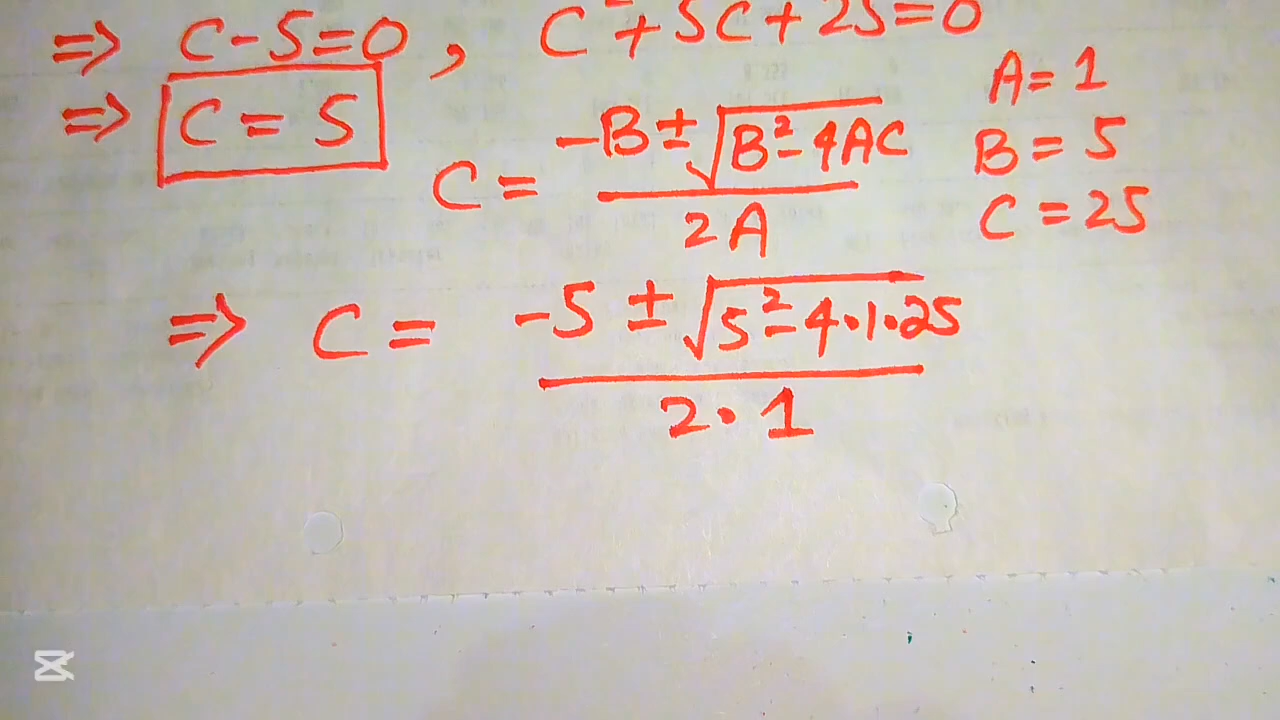 ⇒ C-5=0, C²+5C+25=0
⇒ C = 5
A=1
B=5
C=25
C = (-B±√(B²-4AC))/(2A)
⇒ C = (-5 ± √(5²-4·1·25))/(2·1)